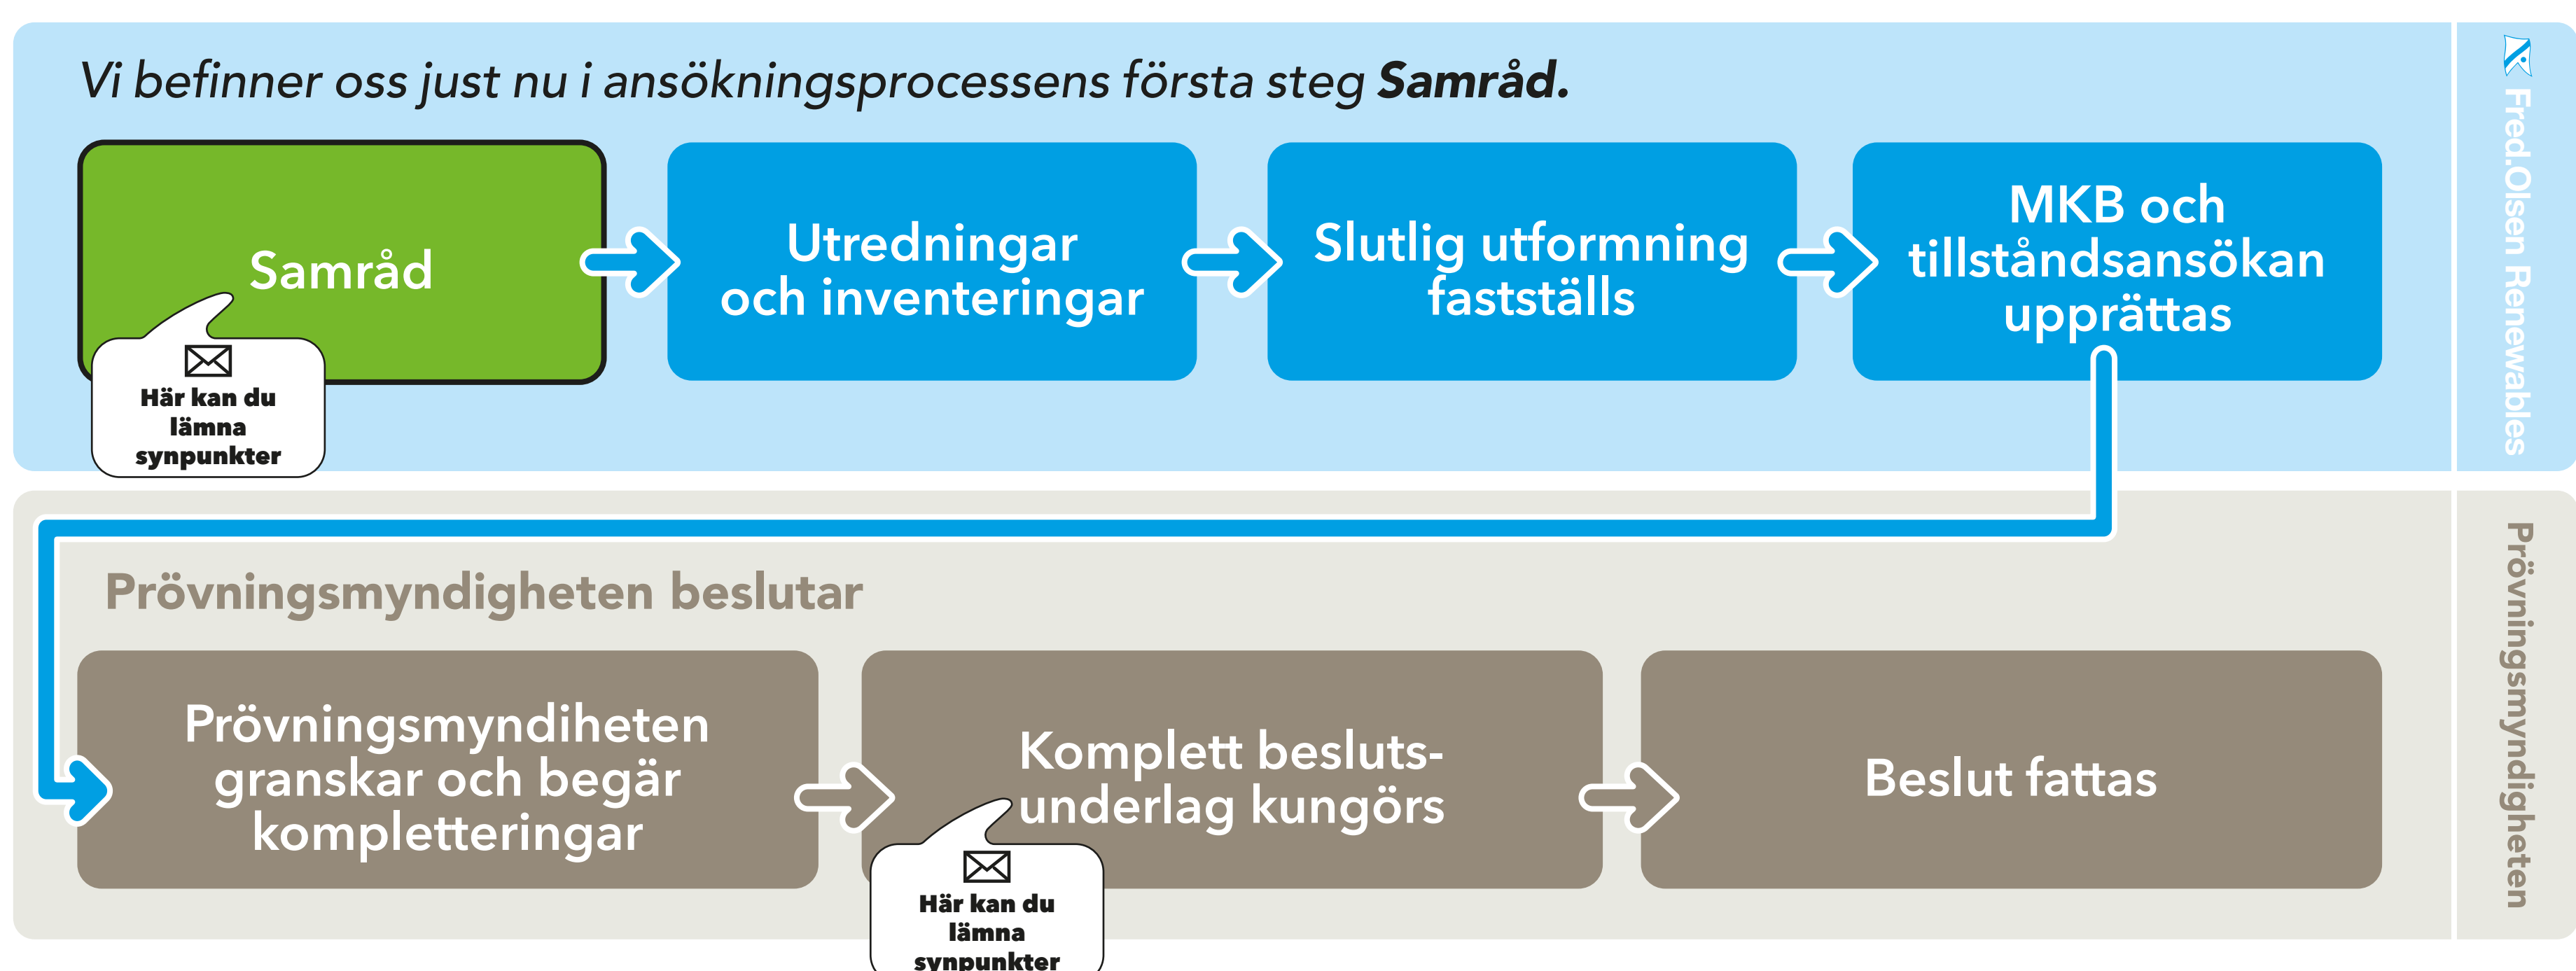 Vi befinner oss just nu i ansökningsprocessens första steg Samråd.
Samråd
Här kan du
lämna
synpunkter
Utredningar
och inventeringar
Slutlig utformning
fastställs
MKB och
tillståndsansökan
upprättas
Fred.Olsen Renewables
Prövningsmyndigheten beslutar
Prövningsmyndiheten
granskar och begär
kompletteringar
Komplett besluts-
underlag kungörs
Här kan du
lämna
synpunkter
Beslut fattas
Prövningsmyndigheten